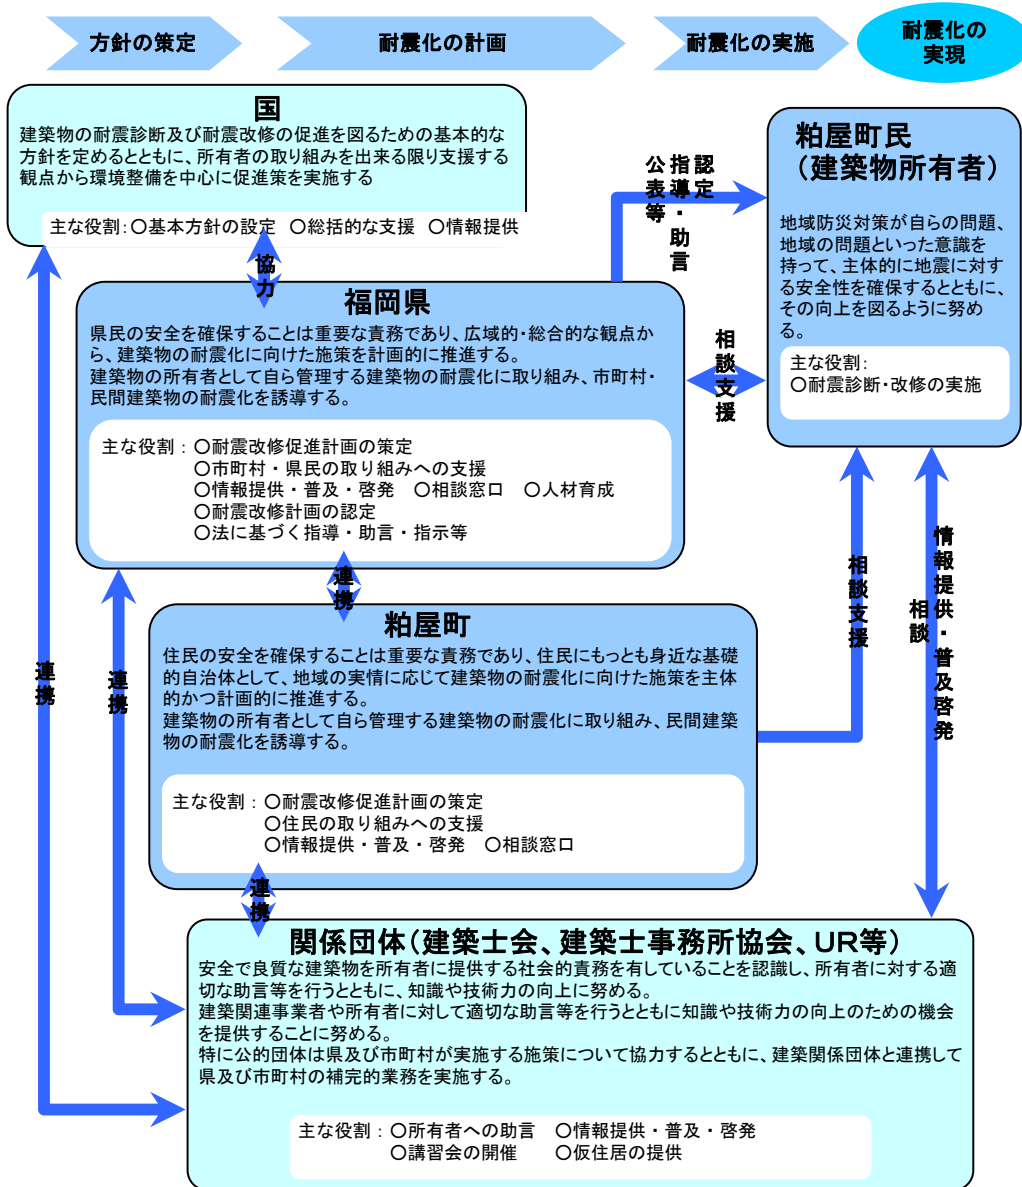 方針の策定
耐震化の計画
耐震化の実施
耐震化の
実現
国
建築物の耐震診断及び耐震改修の促進を図るための基本的な
方針を定めるとともに、所有者の取り組みを出来る限り支援する
観点から環境整備を中心に促進策を実施する
主な役割：〇基本方針の設定　〇総括的な支援　〇情報提供
協力
福岡県
県民の安全を確保することは重要な責務であり、広域的・総合的な観点か
ら、建築物の耐震化に向けた施策を計画的に推進する。
建築物の所有者として自ら管理する建築物の耐震化に取り組み、市町村・
民間建築物の耐震化を誘導する。
主な役割：〇耐震改修促進計画の策定
〇市町村・県民の取り組みへの支援
〇情報提供・普及・啓発　〇相談窓口　〇人材育成
〇耐震改修計画の認定
〇法に基づく指導・助言・指示等
認定
指導・助言
公表等
相談支援
粕屋町民
（建築物所有者）
地域防災対策が自らの問題、
地域の問題といった意識を
持って、主体的に地震に対す
る安全性を確保するとともに、
その向上を図るように努め
る。
主な役割：
〇耐震診断・改修の実施
連携
粕屋町
住民の安全を確保することは重要な責務であり、住民にもっとも身近な基礎
的自治体として、地域の実情に応じて建築物の耐震化に向けた施策を主体
的かつ計画的に推進する。
建築物の所有者として自ら管理する建築物の耐震化に取り組み、民間建築
物の耐震化を誘導する。
主な役割：〇耐震改修促進計画の策定
〇住民の取り組みへの支援
〇情報提供・普及・啓発　〇相談窓口
相談支援
情報提供・普及啓発
相談
連携
連携
連携
関係団体（建築士会、建築士事務所協会、UR等）
安全で良質な建築物を所有者に提供する社会的責務を有していることを認識し、所有者に対する適
切な助言等を行うとともに、知識や技術力の向上に努める。
建築関連事業者や所有者に対して適切な助言等を行うとともに知識や技術力の向上のための機会
を提供することに努める。
特に公的団体は県及び市町村が実施する施策について協力するとともに、建築関係団体と連携して
県及び市町村の補完的業務を実施する。
主な役割：〇所有者への助言　〇情報提供・普及・啓発
〇講習会の開催　〇仮住居の提供